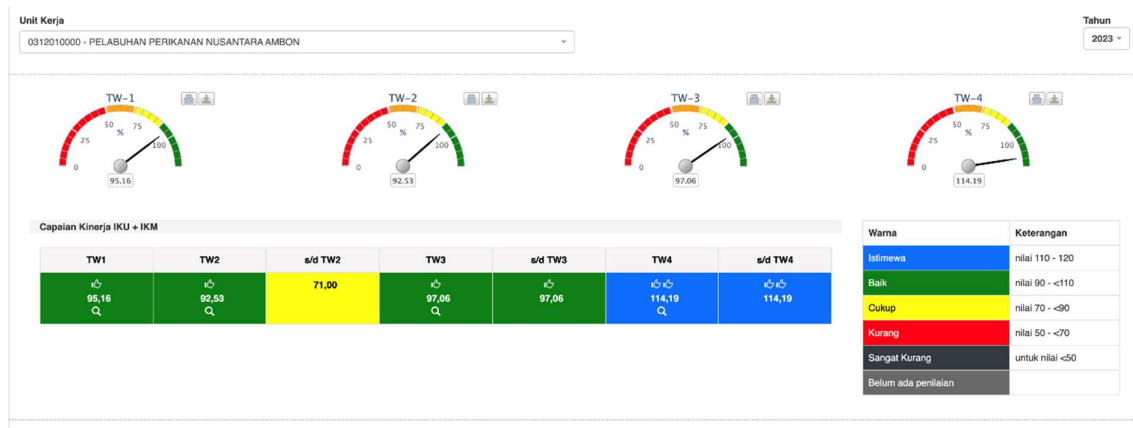 Unit Kerja
Tahun
0312010000 - PELABUHAN PERIKANAN NUSANTARA AMBON
2023
TW-1
0 25 50 75 100
%
95.16
TW-2
0 25 50 75 100
%
92.53
TW-3
0 25 50 75 100
%
97.06
TW-4
0 25 50 75 100
%
114.19
Capaian Kinerja IKU + IKM
TW1 TW2 s/d TW2 TW3 s/d TW3 TW4 s/d TW4
95,16 92,53 71,00 97,06 97,06 114,19 114,19
Warna Keterangan
Istimewa nilai 110 - 120
Baik nilai 90 - <110
Cukup nilai 70 - <90
Kurang nilai 50 - <70
Sangat Kurang untuk nilai <50
Belum ada penilaian